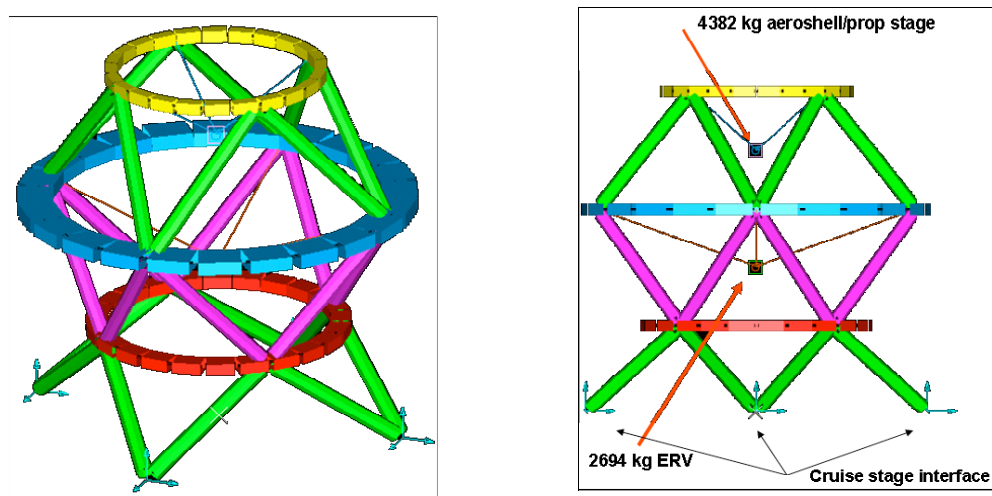 4382 kg aeroshell/prop stage
2694 kg ERV
Cruise stage interface